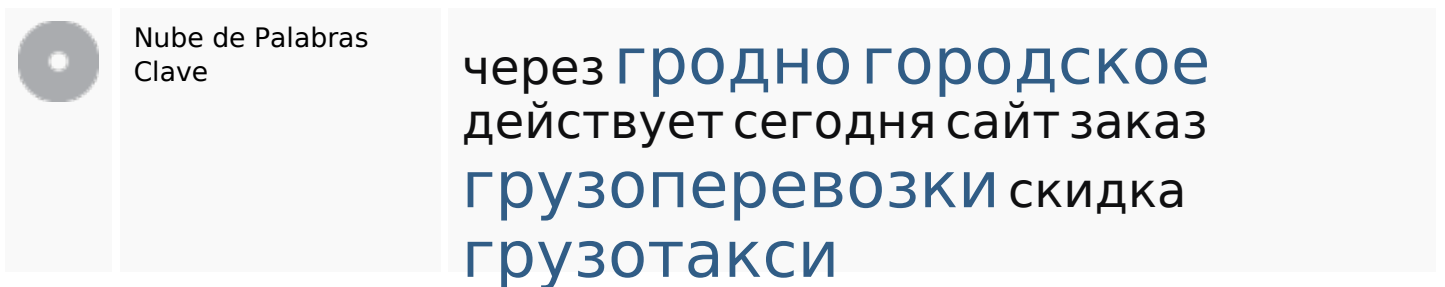 Nube de Palabras
Clave
через гродно городское
действует сегодня сайт заказ
грузоперевозки скидка
грузотакси